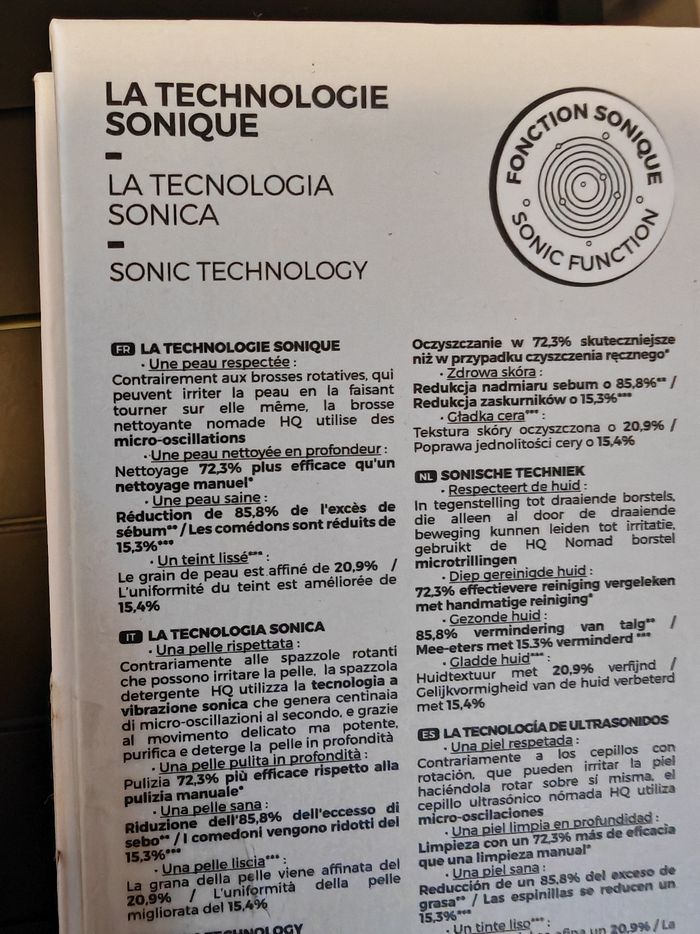 LA TECHNOLOGIE
SONIQUE
LA TECNOLOGIA
SONICA
SONIC TECHNOLOGY
FONCTION SONIQUE
SONIC FUNCTION
FR LA TECHNOLOGIE SONIQUE
• Une peau respectée :
Contrairement aux brosses rotatives, qui
peuvent irriter la peau en la faisant
tourner sur elle même, la brosse
nettoyante nomade HQ utilise des
micro-oscillations
• Une peau nettoyée en profondeur :
Nettoyage 72,3% plus efficace qu'un
nettoyage manuel*
• Une peau saine :
Réduction de 85,8% de l'excès de
sébum** / Les comédons sont réduits de
15,3%***
• Un teint lissé*** :
Le grain de peau est affiné de 20,9% /
L'uniformité du teint est améliorée de
15,4%
IT LA TECNOLOGIA SONICA
• Una pelle rispettata :
Contrariamente alle spazzole rotanti
che possono irritare la pelle, la spazzola
detergente HQ utilizza la tecnologia a
vibrazione sonica che genera centinaia
di micro-oscillazioni al secondo, e grazie
al movimento delicato ma potente,
purifica e deterge la pelle in profondità
• Una pelle pulita in profondità :
Pulizia 72,3% più efficace rispetto alla
pulizia manuale*
• Una pelle sana :
Riduzione dell'85,8% dell'eccesso di
sebo** / I comedoni vengono ridotti del
15,3%***
• Una pelle liscia*** :
La grana della pelle viene affinata del
20,9% / L'uniformità della pelle
migliorata del 15,4%
TECHNOLOGY
Oczyszczanie w 72,3% skuteczniejsze
niż w przypadku czyszczenia ręcznego*
• Zdrowa skóra :
Redukcja nadmiaru sebum o 85,8%** /
Redukcja zaskurników o 15,3%***
• Gładka cera*** :
Tekstura skóry oczyszczona o 20,9% /
Poprawa jednolitości cery o 15,4%
NL SONISCHE TECHNIEK
• Respecteert de huid :
In tegenstelling tot draaiende borstels,
die alleen al door de draaiende
beweging kunnen leiden tot irritatie,
gebruikt de HQ Nomad borstel
microtrillingen
• Diep gereinigde huid :
72,3% effectievere reiniging vergeleken
met handmatige reiniging*
• Gezonde huid :
85,8% vermindering van talg** /
Mee-eters met 15.3% verminderd ***
• Gladde huid*** :
Huidtextuur met 20,9% verfijnd /
Gelijkvormigheid van de huid verbeterd
met 15,4%
ES LA TECNOLOGÍA DE ULTRASONIDOS
• Una piel respetada :
Contrariamente a los cepillos con
rotación, que pueden irritar la piel
haciéndola rotar sobre sí misma, el
cepillo ultrasónico nómada HQ utiliza
micro-oscilaciones
• Una piel limpia en profundidad :
Limpieza con un 72,3% más de eficacia
que una limpieza manual*
• Una piel sana :
Reducción de un 85,8% del exceso de
grasa** / Las espinillas se reducen un
15,3%***
• Un tinte liso*** :
afina un 20,9% / La